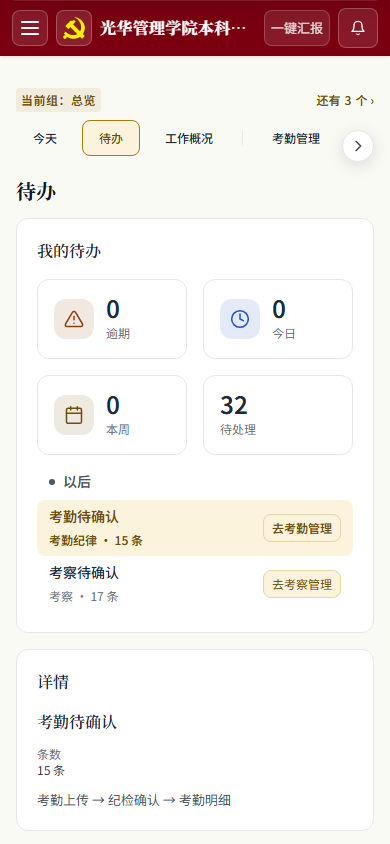 光华管理学院本科…
一键汇报
当前组：总览
还有 3 个 ›
今天
待办
工作概况
考勤管理
待办
我的待办
0
逾期
0
今日
0
本周
32
待处理
以后
考勤待确认
考勤纪律 · 15 条
去考勤管理
考察待确认
考察 · 17 条
去考察管理
详情
考勤待确认
条数
15 条
考勤上传 → 纪检确认 → 考勤明细